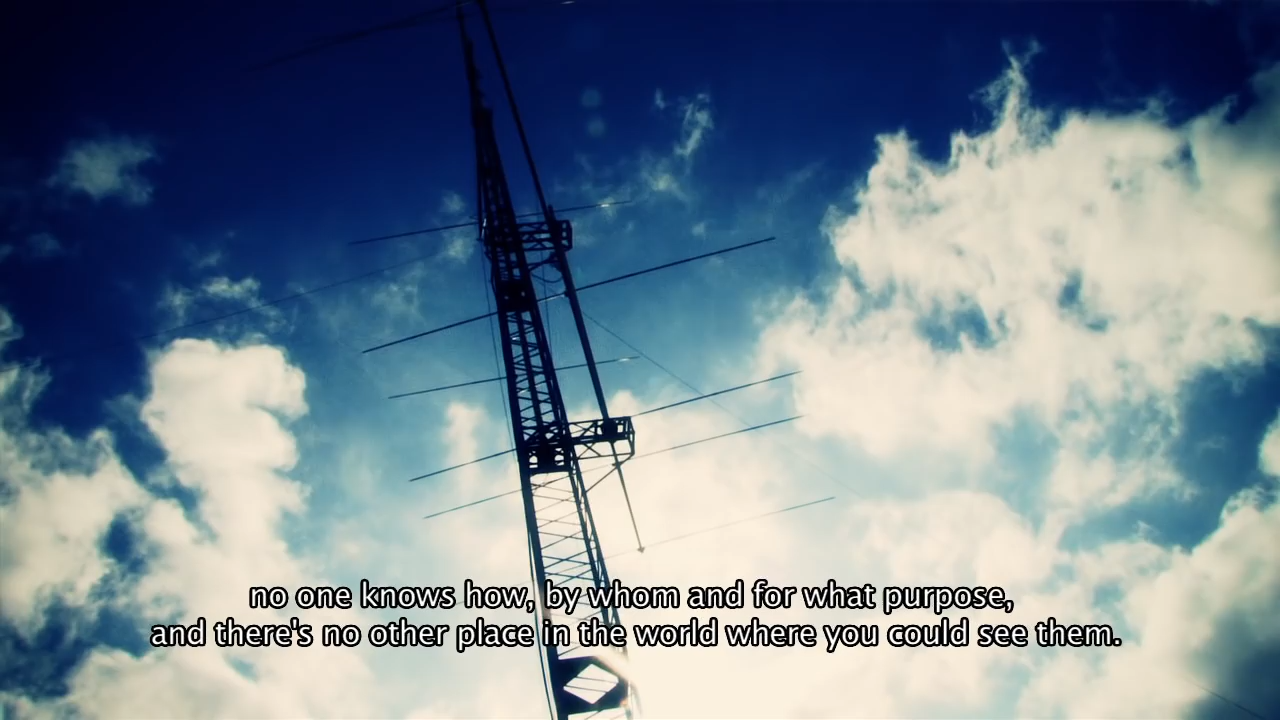 no one knows how, by whom and for what purpose,
and there's no other place in the world where you could see them.